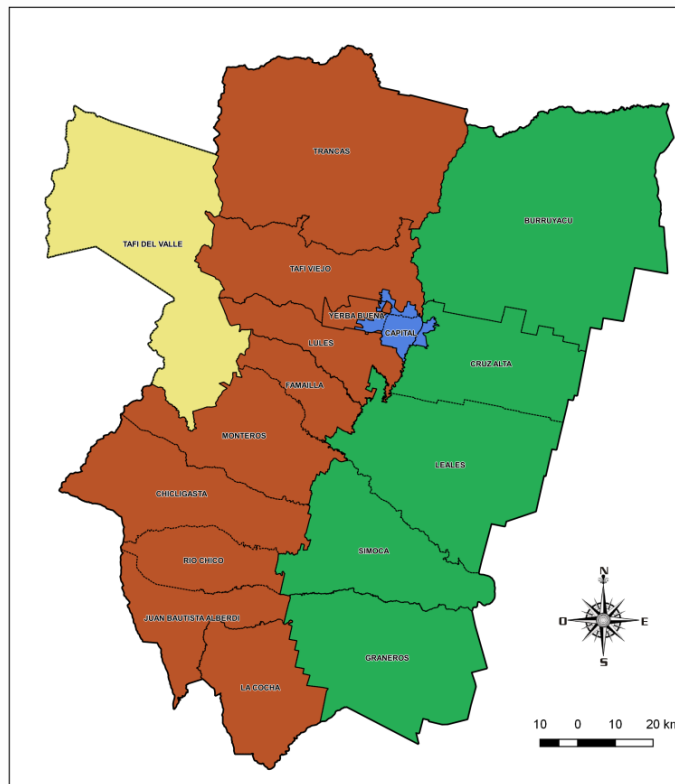 TRANCAS
BURRUYACU
TAFI DEL VALLE
TAFI VIEJO
YERBA BUENA
CAPITAL
LULES
CRUZ ALTA
FAMAILLA
MONTEROS
LEALES
CHICLIGASTA
SIMOCA
RIO CHICO
JUAN BAUTISTA ALBERDI
GRANEROS
LA COCHA
N
O
E
S
10 0 10 20 km